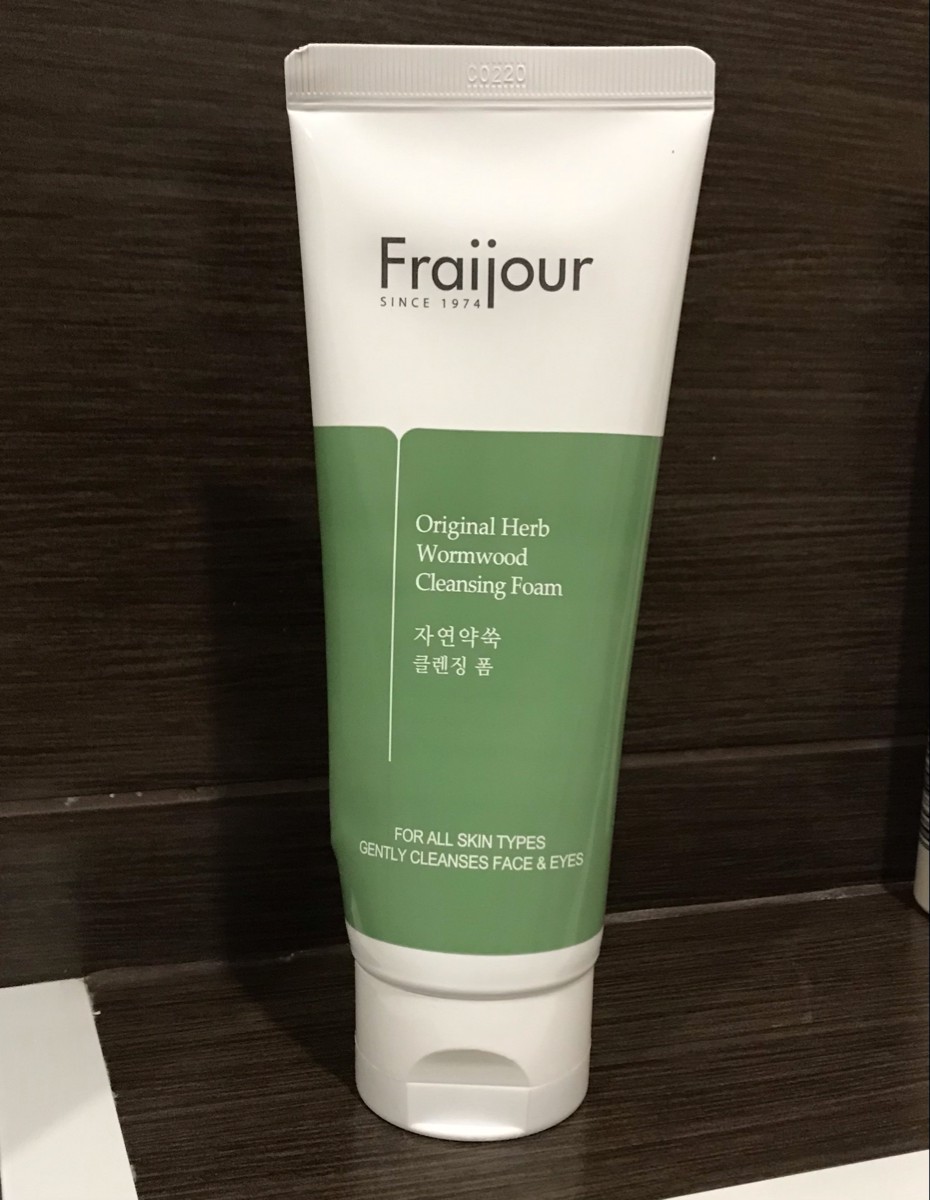 C0220
Fraijour
SINCE 1974
Original Herb
Wormwood
Cleansing Foam
자연약쑥
클렌징 폼
FOR ALL SKIN TYPES
GENTLY CLEANSES FACE & EYES